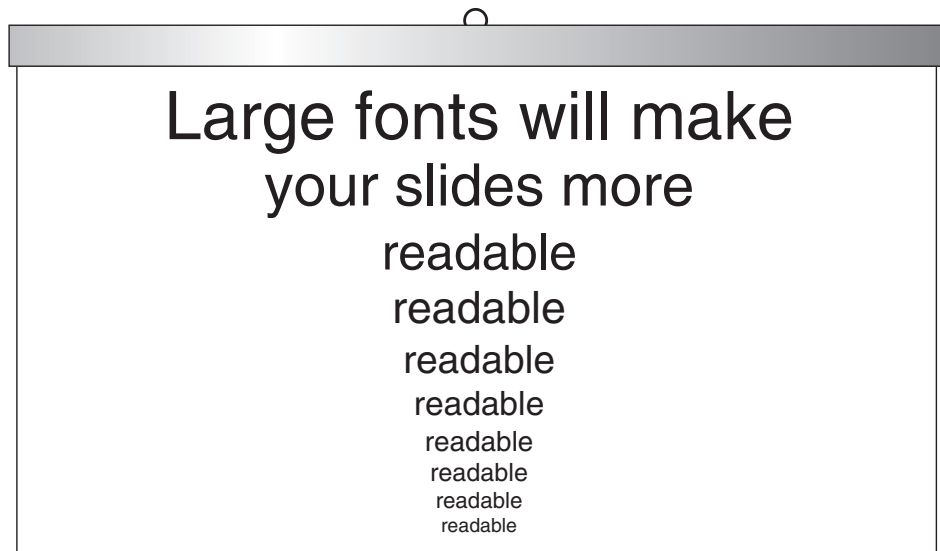 Large fonts will make
your slides more
readable
readable
readable
readable
readable
readable
readable
readable